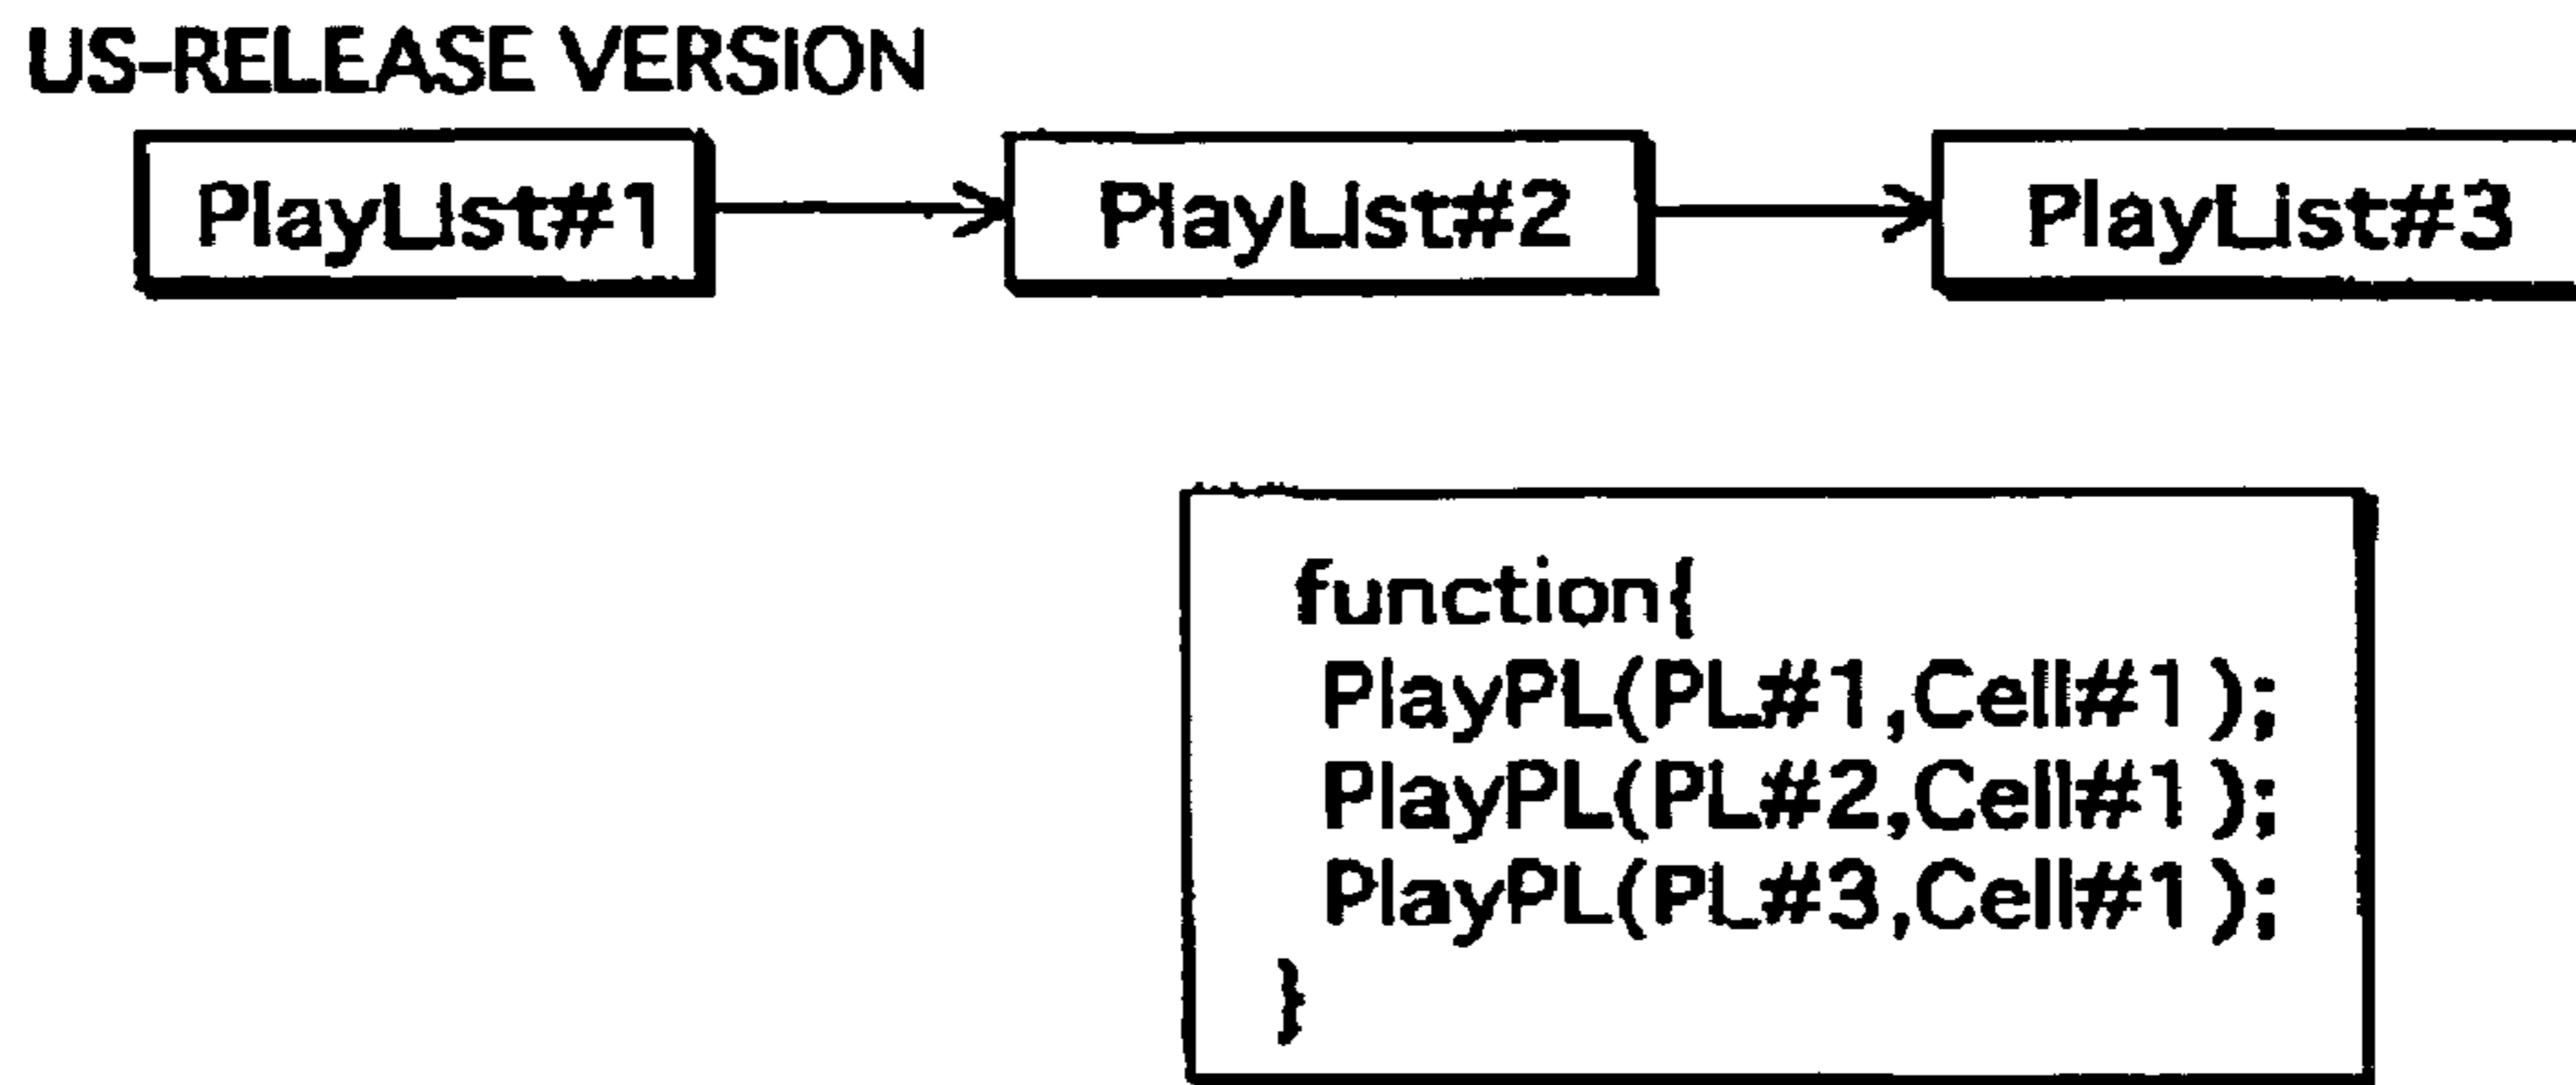 US-RELEASE VERSION
PlayList#1 PlayList#2 PlayList#3
function{
PlayPL(PL#1,Cell#1);
PlayPL(PL#2,Cell#1);
PlayPL(PL#3,Cell#1);
}